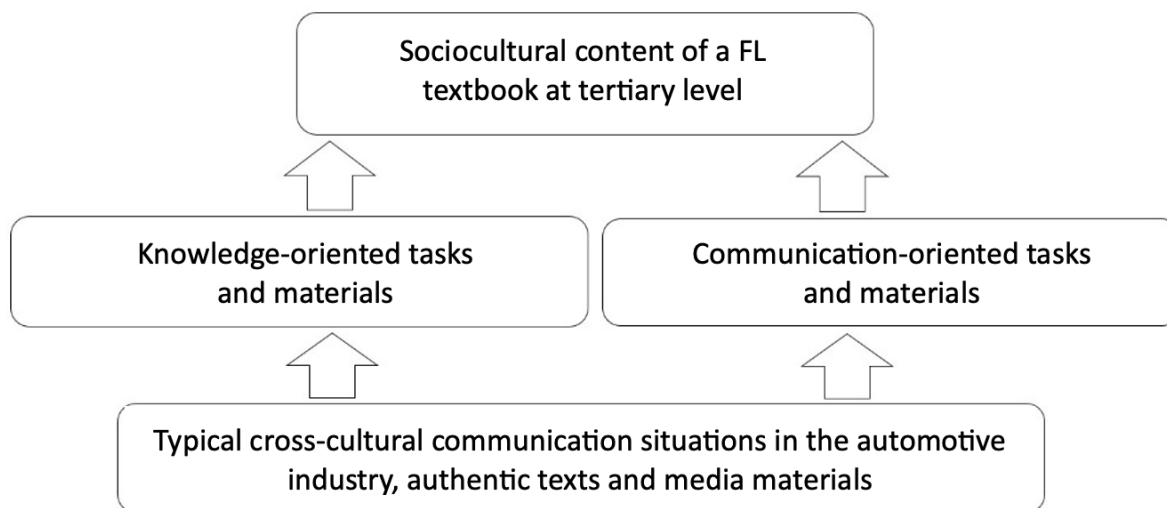 Sociocultural content of a FL
textbook at tertiary level
Knowledge-oriented tasks
and materials
Communication-oriented tasks
and materials
Typical cross-cultural communication situations in the automotive
industry, authentic texts and media materials